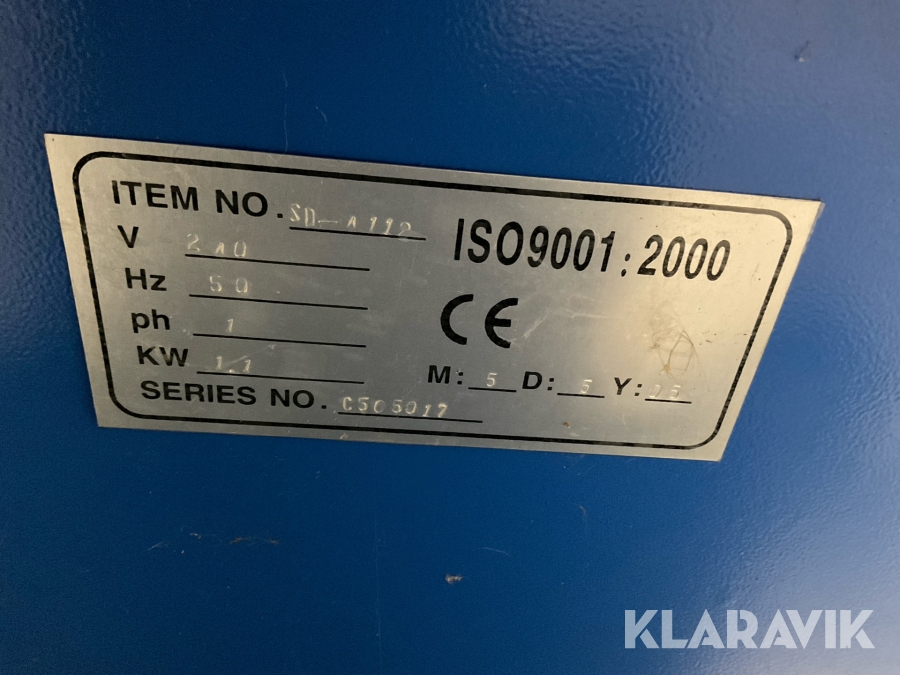 ITEM NO. SD-A112
V 240
Hz 50
ph 1
KW 1.1
SERIES NO. C505017
ISO9001:2000
CE
M: 5 D: 5 Y: 15
KLARAVIK